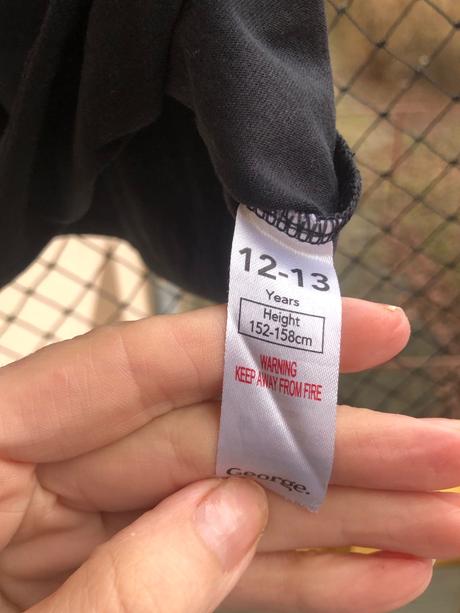 12-13
Years
Height
152-158cm
WARNING
KEEP AWAY FROM FIRE
George.